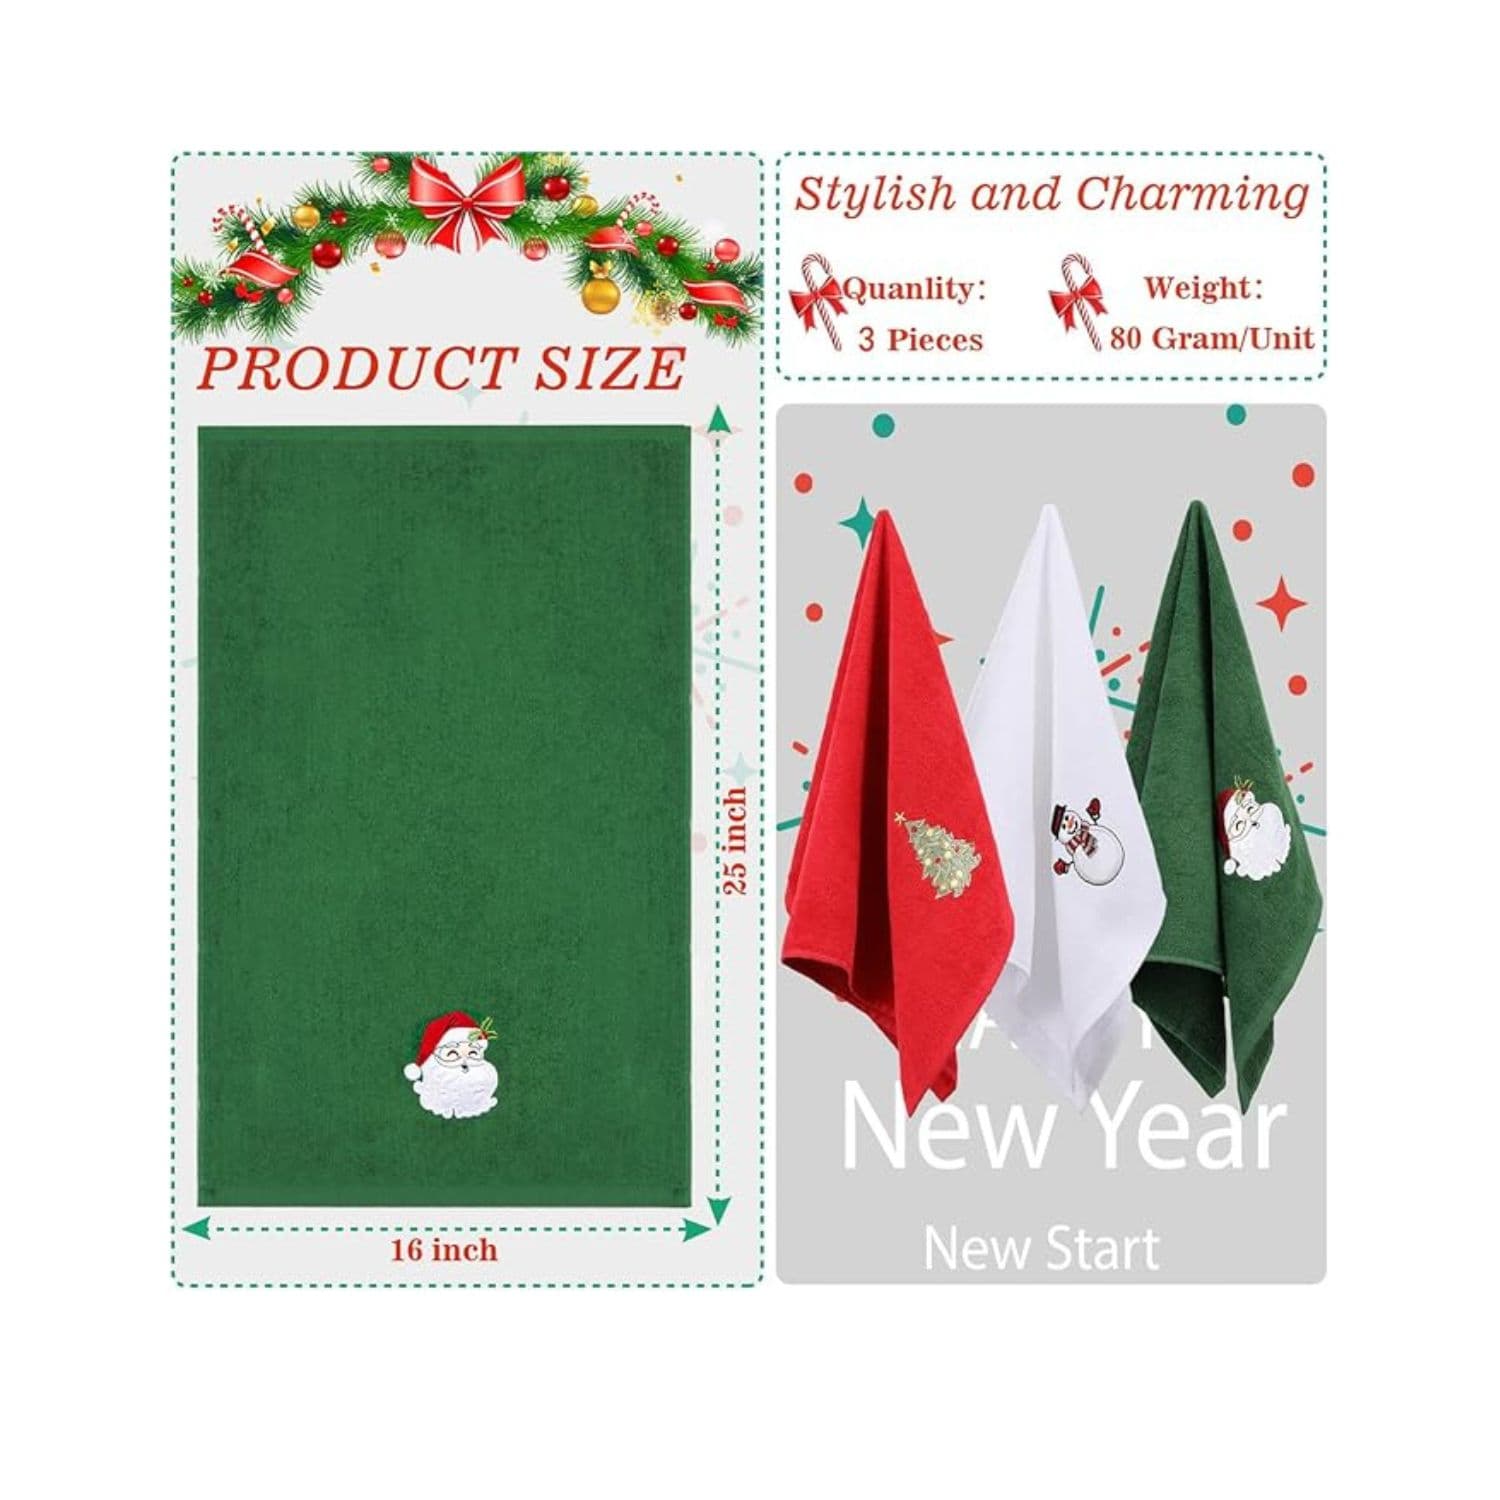 PRODUCT SIZE
25 inch
16 inch
Stylish and Charming
Quanlity:
3 Pieces
Weight:
80 Gram/Unit
New Year
New Start